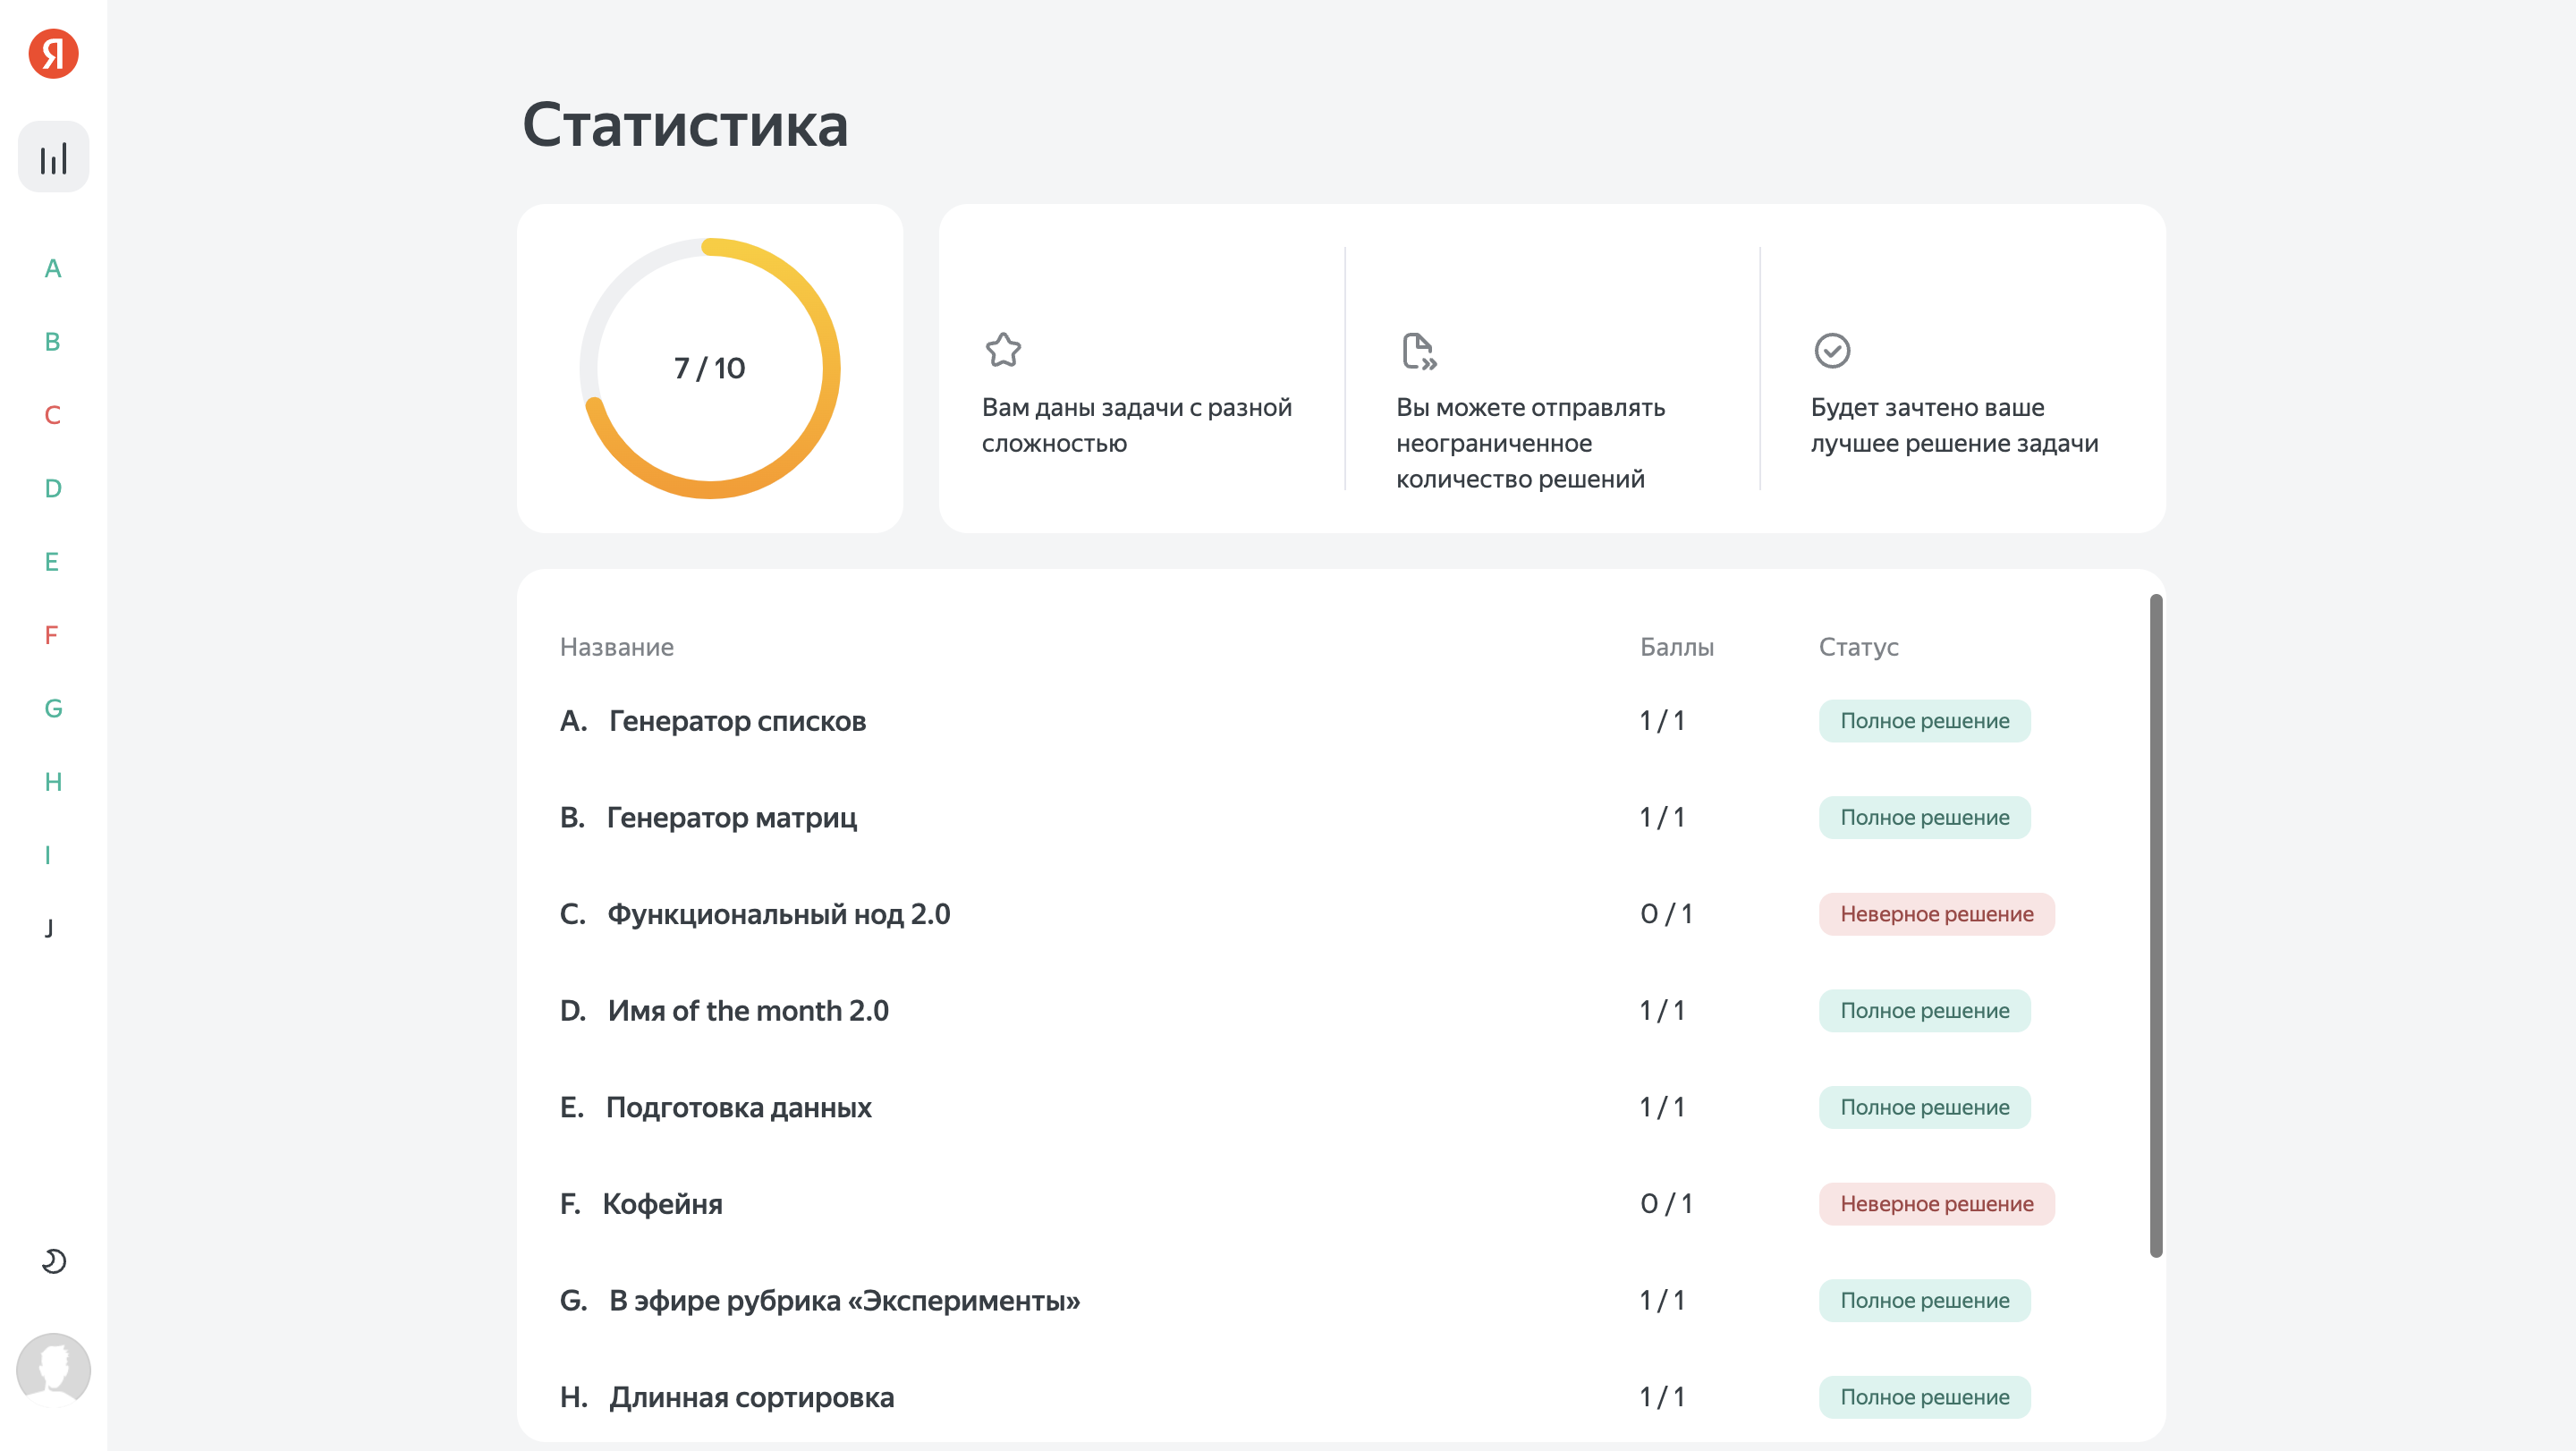 Я
A
B
C
D
E
F
G
H
I
J
Статистика
7 / 10
Вам даны задачи с разной
сложностью
Вы можете отправлять
неограниченное
количество решений
Будет зачтено ваше
лучшее решение задачи
Название Баллы Статус
A. Генератор списков 1 / 1 Полное решение
B. Генератор матриц 1 / 1 Полное решение
C. Функциональный нод 2.0 0 / 1 Неверное решение
D. Имя of the month 2.0 1 / 1 Полное решение
E. Подготовка данных 1 / 1 Полное решение
F. Кофейня 0 / 1 Неверное решение
G. В эфире рубрика «Эксперименты» 1 / 1 Полное решение
H. Длинная сортировка 1 / 1 Полное решение